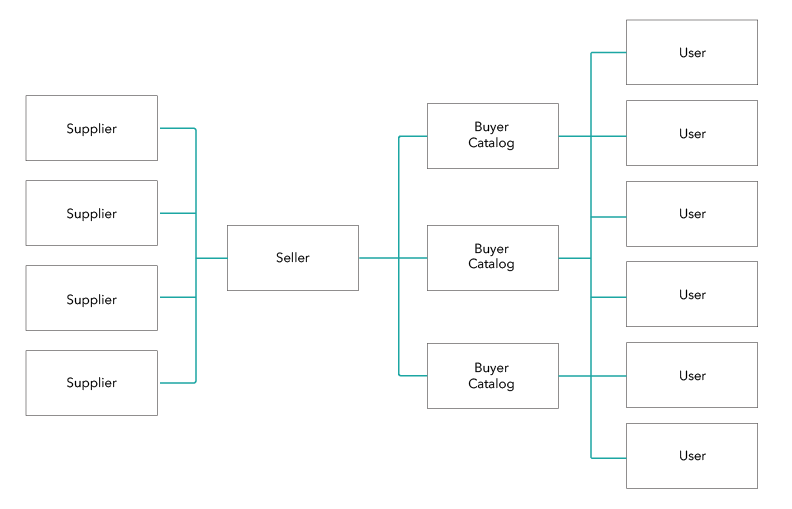 Supplier
Supplier
Supplier
Supplier
Seller
Buyer
Catalog
Buyer
Catalog
Buyer
Catalog
User
User
User
User
User
User